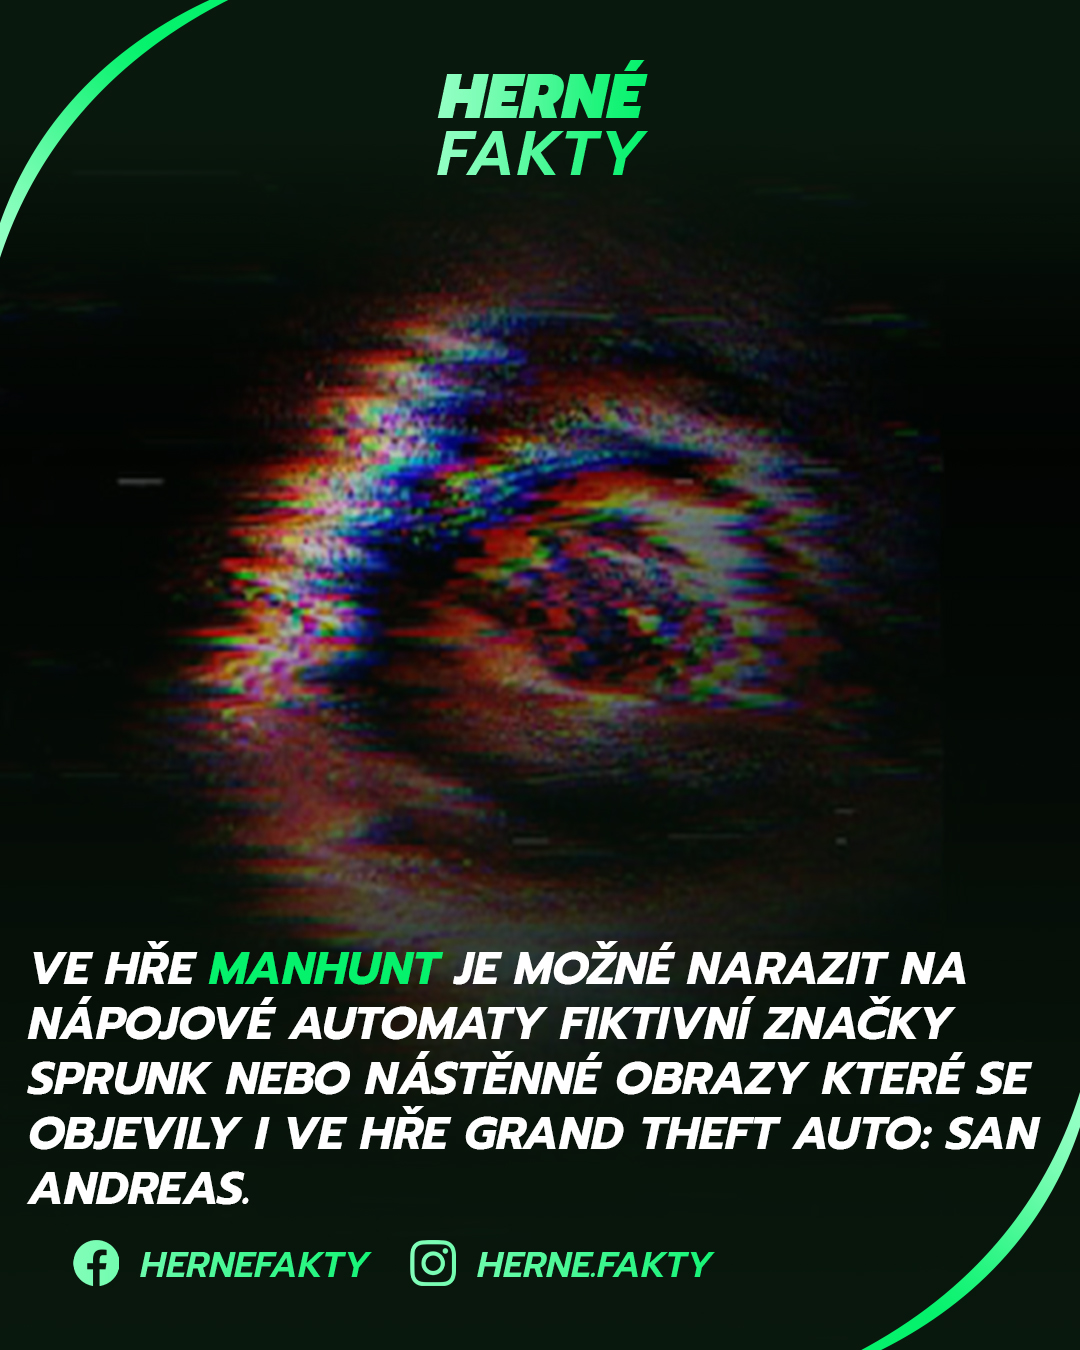 HERNÉ
FAKTY
VE HŘE MANHUNT JE MOŽNÉ NARAZIT NA
NÁPOJOVÉ AUTOMATY FIKTIVNÍ ZNAČKY
SPRUNK NEBO NÁSTĚNNÉ OBRAZY KTERÉ SE
OBJEVILY I VE HŘE GRAND THEFT AUTO: SAN
ANDREAS.
HERNEFAKTY HERNE.FAKTY